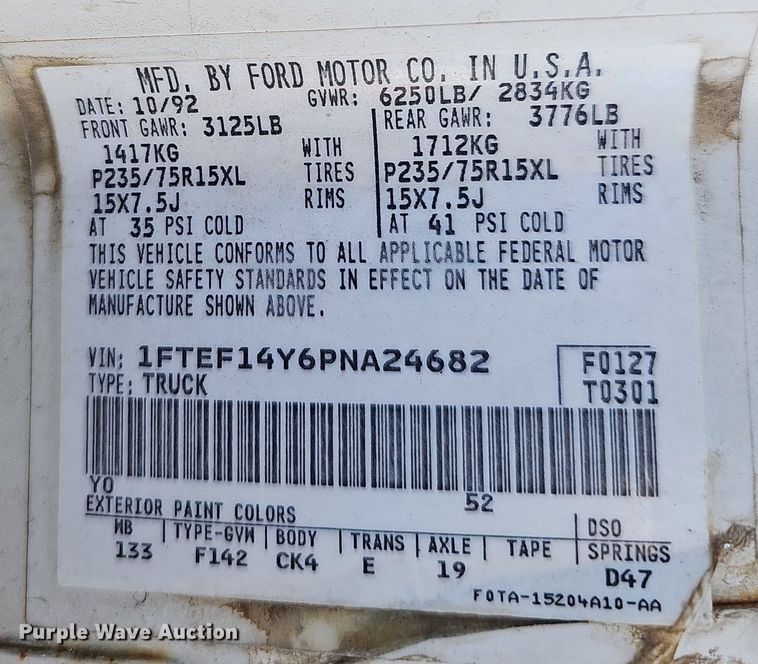 MFD. BY FORD MOTOR CO. IN U.S.A.
DATE: 10/92 GVWR: 6250LB/ 2834KG
FRONT GAWR: 3125LB REAR GAWR: 3776LB
1417KG WITH 1712KG WITH
P235/75R15XL TIRES P235/75R15XL TIRES
15X7.5J RIMS 15X7.5J RIMS
AT 35 PSI COLD AT 41 PSI COLD
THIS VEHICLE CONFORMS TO ALL APPLICABLE FEDERAL MOTOR
VEHICLE SAFETY STANDARDS IN EFFECT ON THE DATE OF
MANUFACTURE SHOWN ABOVE.
VIN: 1FTEF14Y6PNA24682 F0127
TYPE: TRUCK T0301
YO 52
EXTERIOR PAINT COLORS DSO
WB TYPE-GVW BODY TRANS AXLE TAPE SPRINGS
133 F142 CK4 E 19 D47
F0TA-15204A10-AA
Purple Wave Auction